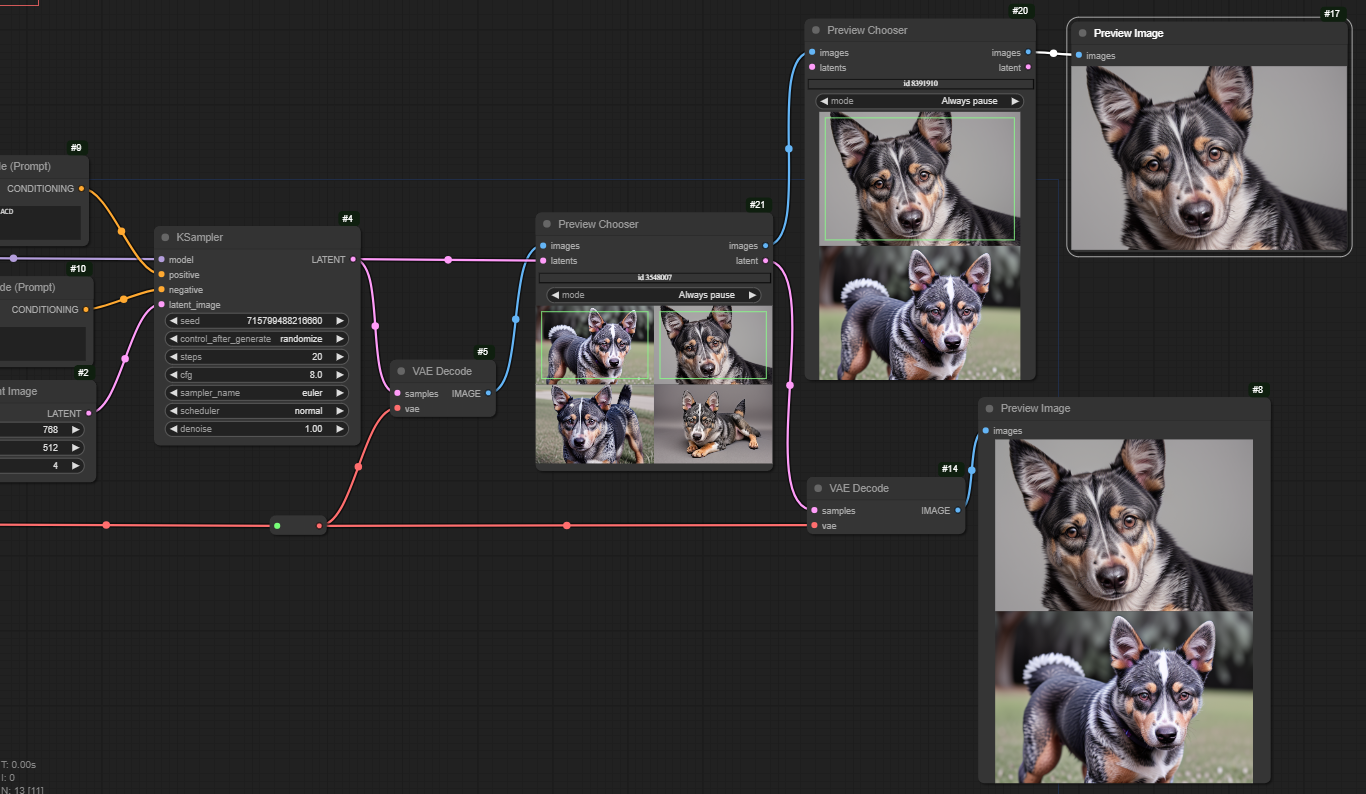 #9
de (Prompt)
CONDITIONING
ACD
#10
de (Prompt)
CONDITIONING
#2
nt Image
LATENT
768
512
4
#4
KSampler
model
LATENT
positive
negative
latent_image
seed 715799488216660
control_after_generate randomize
steps 20
cfg 8.0
sampler_name euler
scheduler normal
denoise 1.00
#5
VAE Decode
samples IMAGE
vae
#21
Preview Chooser
images images
latents latent
id 3548007
mode Always pause
#20
Preview Chooser
images images
latents latent
id 8391910
mode Always pause
#17
Preview Image
images
#14
VAE Decode
samples IMAGE
vae
#8
Preview Image
images
T: 0.00s
I: 0
N: 13 [11]